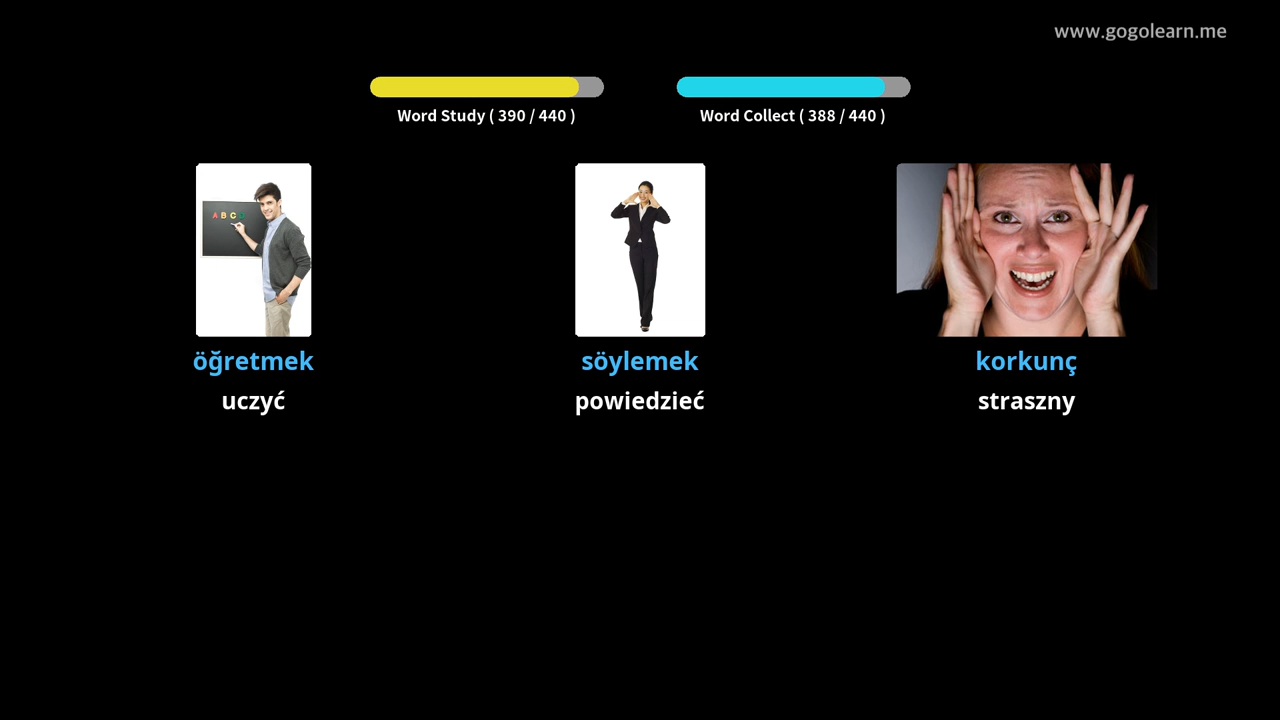 www.gogolearn.me
Word Study ( 390 / 440 )
Word Collect ( 388 / 440 )
A B C D
öğretmek
söylemek
korkunç
uczyć
powiedzieć
straszny